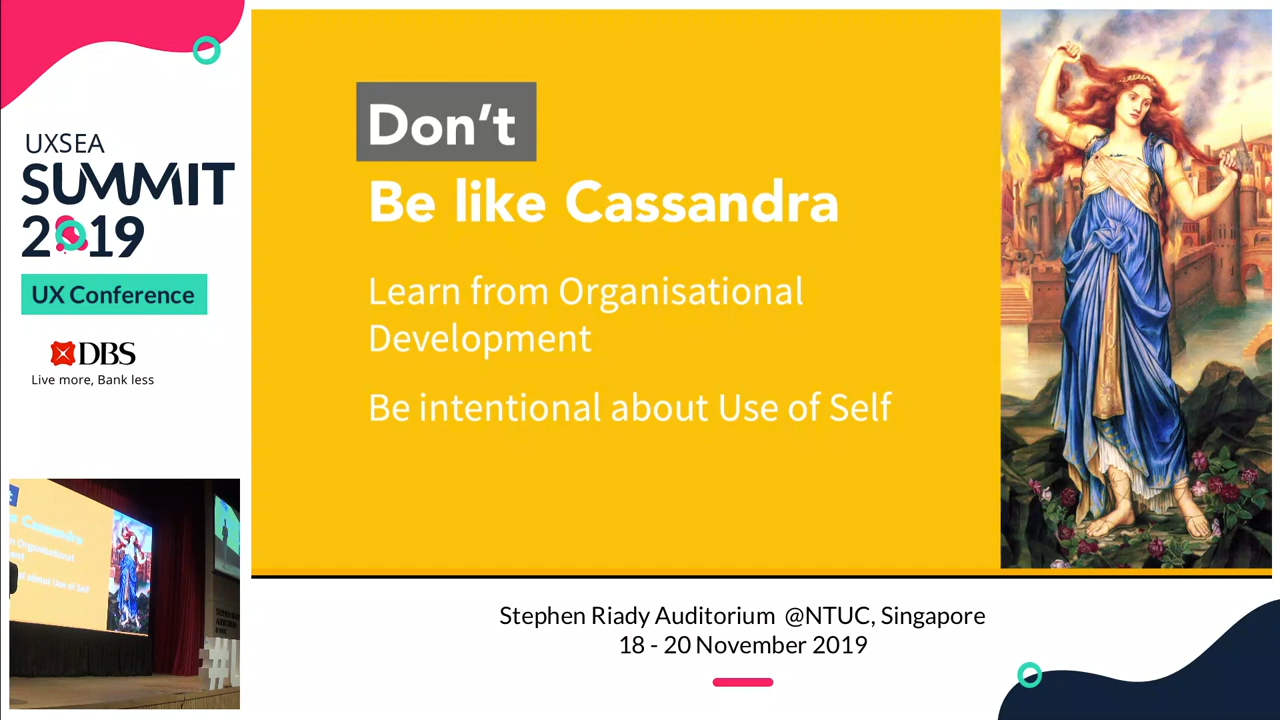 UXSEA
SUMMIT
2019
UX Conference
DBS
Live more, Bank less
Don't
Be like Cassandra
Learn from Organisational
Development
Be intentional about Use of Self
Stephen Riady Auditorium @NTUC, Singapore
18 - 20 November 2019